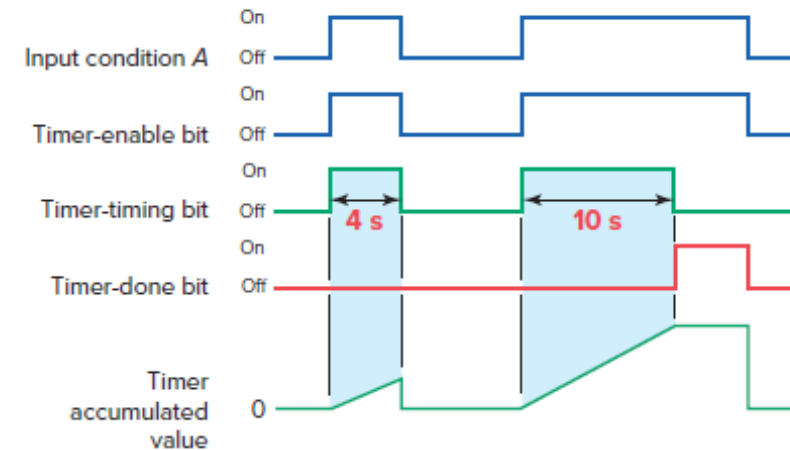 On
Input condition A Off
On
Timer-enable bit Off
On
Timer-timing bit Off
4 s 10 s
On
Timer-done bit Off
Timer
accumulated 0
value